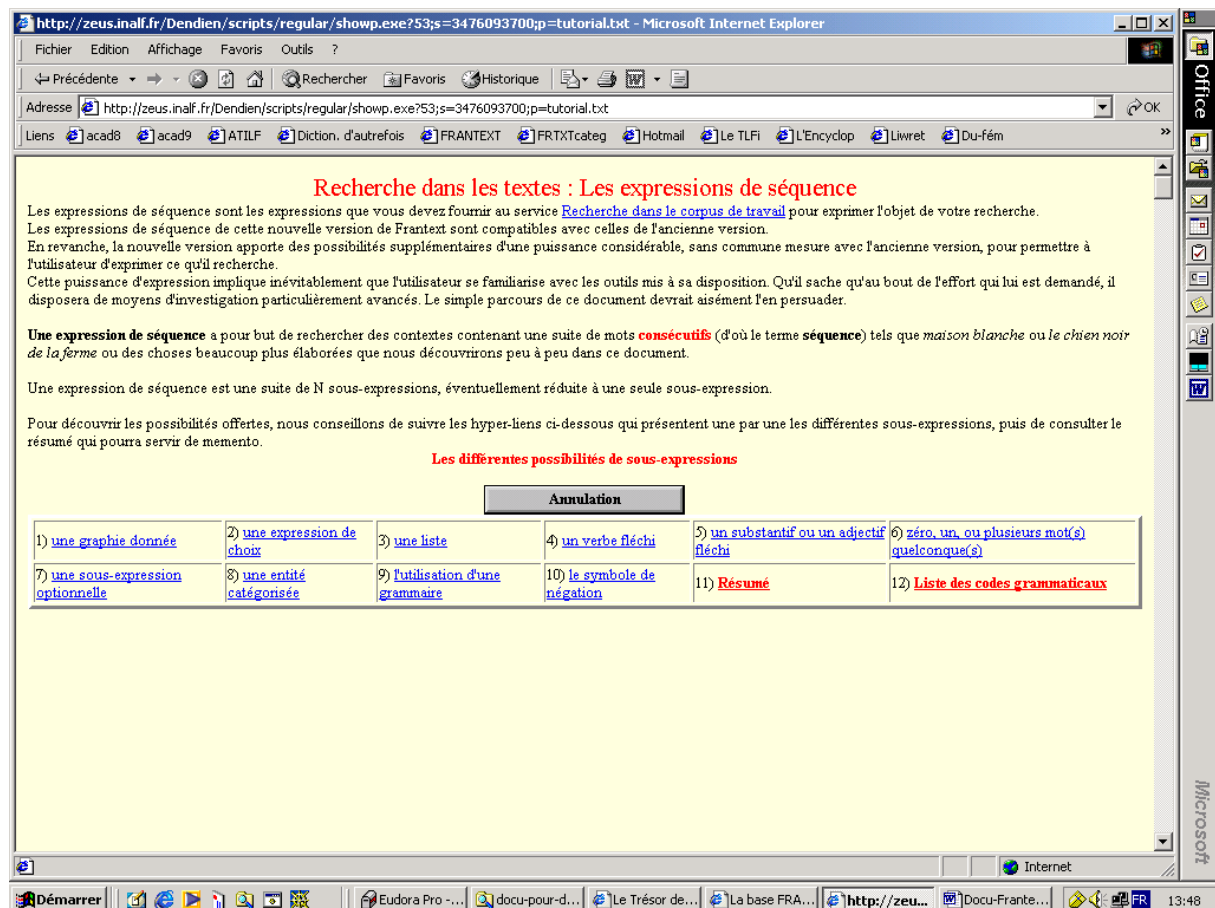 http://zeus.inalf.fr/Dendien/scripts/regular/showp.exe?53;s=3476093700;p=tutorial.txt - Microsoft Internet Explorer
Fichier Edition Affichage Favoris Outils ?
Précédente Rechercher Favoris Historique
Adresse http://zeus.inalf.fr/Dendien/scripts/regular/showp.exe?53;s=3476093700;p=tutorial.txt OK
Liens acad8 acad9 ATILF Diction. d'autrefois FRANTEXT FRTXTcateg Hotmail Le TLFi L'Encyclop Liwret Du-fém »
Office
Recherche dans les textes : Les expressions de séquence
Les expressions de séquence sont les expressions que vous devez fournir au service Recherche dans le corpus de travail pour exprimer l'objet de votre recherche.
Les expressions de séquence de cette nouvelle version de Frantext sont compatibles avec celles de l'ancienne version.
En revanche, la nouvelle version apporte des possibilités supplémentaires d'une puissance considérable, sans commune mesure avec l'ancienne version, pour permettre à
l'utilisateur d'exprimer ce qu'il recherche.
Cette puissance d'expression implique inévitablement que l'utilisateur se familiarise avec les outils mis à sa disposition. Qu'il sache qu'au bout de l'effort qui lui est demandé, il
disposera de moyens d'investigation particulièrement avancés. Le simple parcours de ce document devrait aisément l'en persuader.
Une expression de séquence a pour but de rechercher des contextes contenant une suite de mots consécutifs (d'où le terme séquence) tels que maison blanche ou le chien noir
de la ferme ou des choses beaucoup plus élaborées que nous découvrirons peu à peu dans ce document.
Une expression de séquence est une suite de N sous-expressions, éventuellement réduite à une seule sous-expression.
Pour découvrir les possibilités offertes, nous conseillons de suivre les hyper-liens ci-dessous qui présentent une par une les différentes sous-expressions, puis de consulter le
résumé qui pourra servir de memento.
Les différentes possibilités de sous-expressions
Annulation
1) une graphie donnée
2) une expression de
choix
3) une liste
4) un verbe fléchi
5) un substantif ou un adjectif
fléchi
6) zéro, un, ou plusieurs mot(s)
quelconque(s)
7) une sous-expression
optionnelle
8) une entité
catégorisée
9) l'utilisation d'une
grammaire
10) le symbole de
négation
11) Résumé
12) Liste des codes grammaticaux
Microsoft
Internet
Démarrer Eudora Pro -... docu-pour-d... Le Trésor de... La base FRA... http://zeu... Docu-Frante... FR 13:48